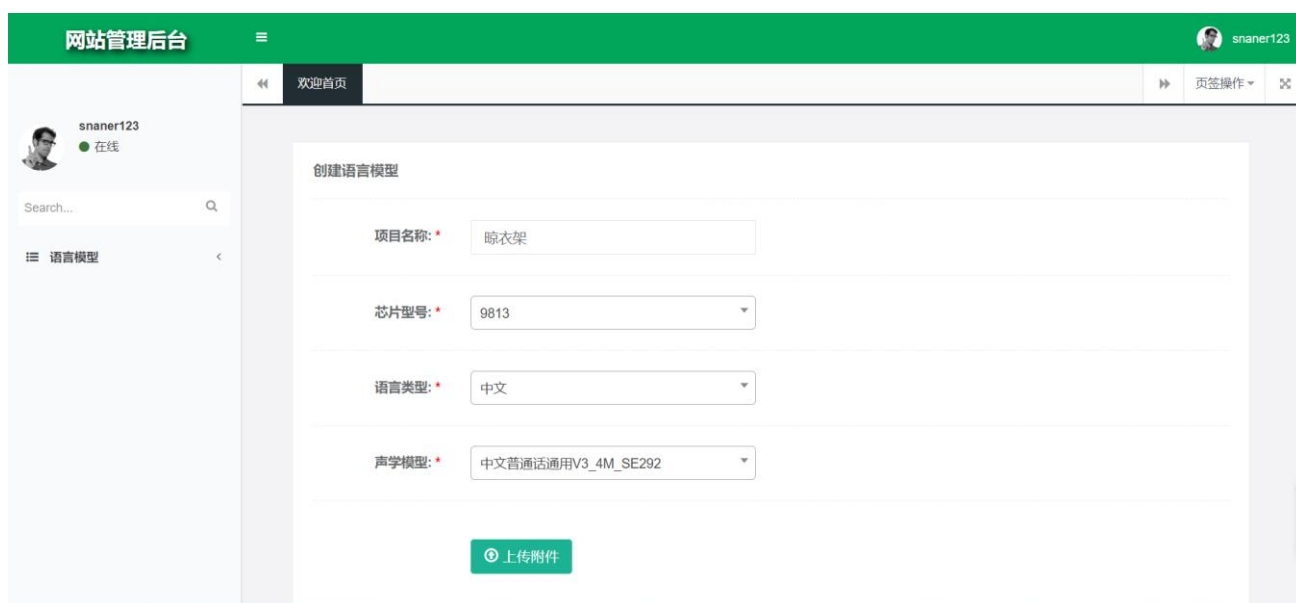 网站管理后台
snaner123
欢迎首页
页签操作
snaner123
在线
Search...
语言模型
创建语言模型
项目名称: *
晾衣架
芯片型号: *
9813
语言类型: *
中文
声学模型: *
中文普通话通用V3_4M_SE292
上传附件